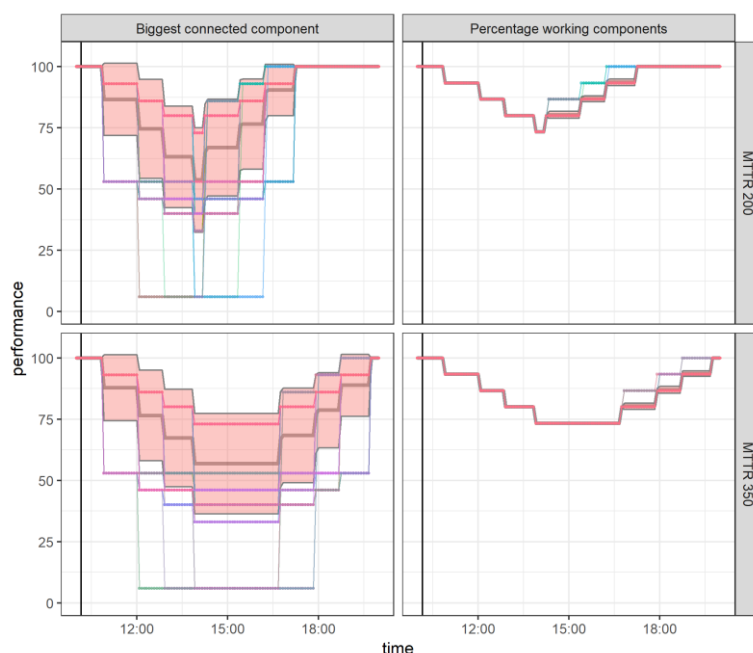 Biggest connected component
Percentage working components
100
75
50
25
0
MTTR 200
100
75
50
25
0
MTTR 350
performance
12:00
15:00
18:00
12:00
15:00
18:00
time